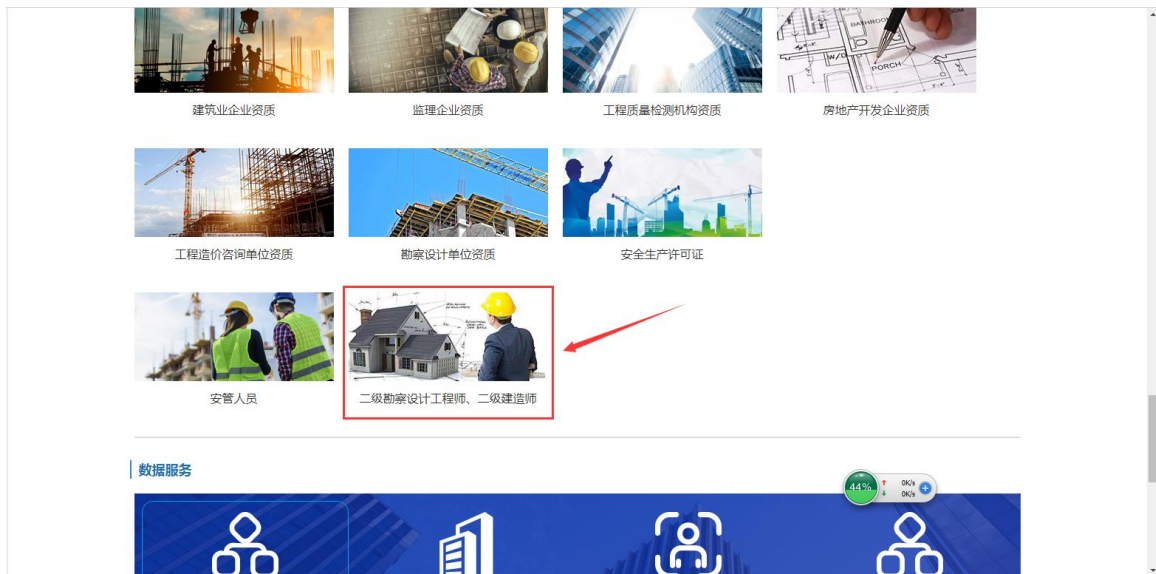 BATHROOM
W/D
PORCH
建筑业企业资质
监理企业资质
工程质量检测机构资质
房地产开发企业资质
工程造价咨询单位资质
勘察设计单位资质
安全生产许可证
安管人员
二级勘察设计工程师、二级建造师
数据服务
44%
0K/s
0K/s